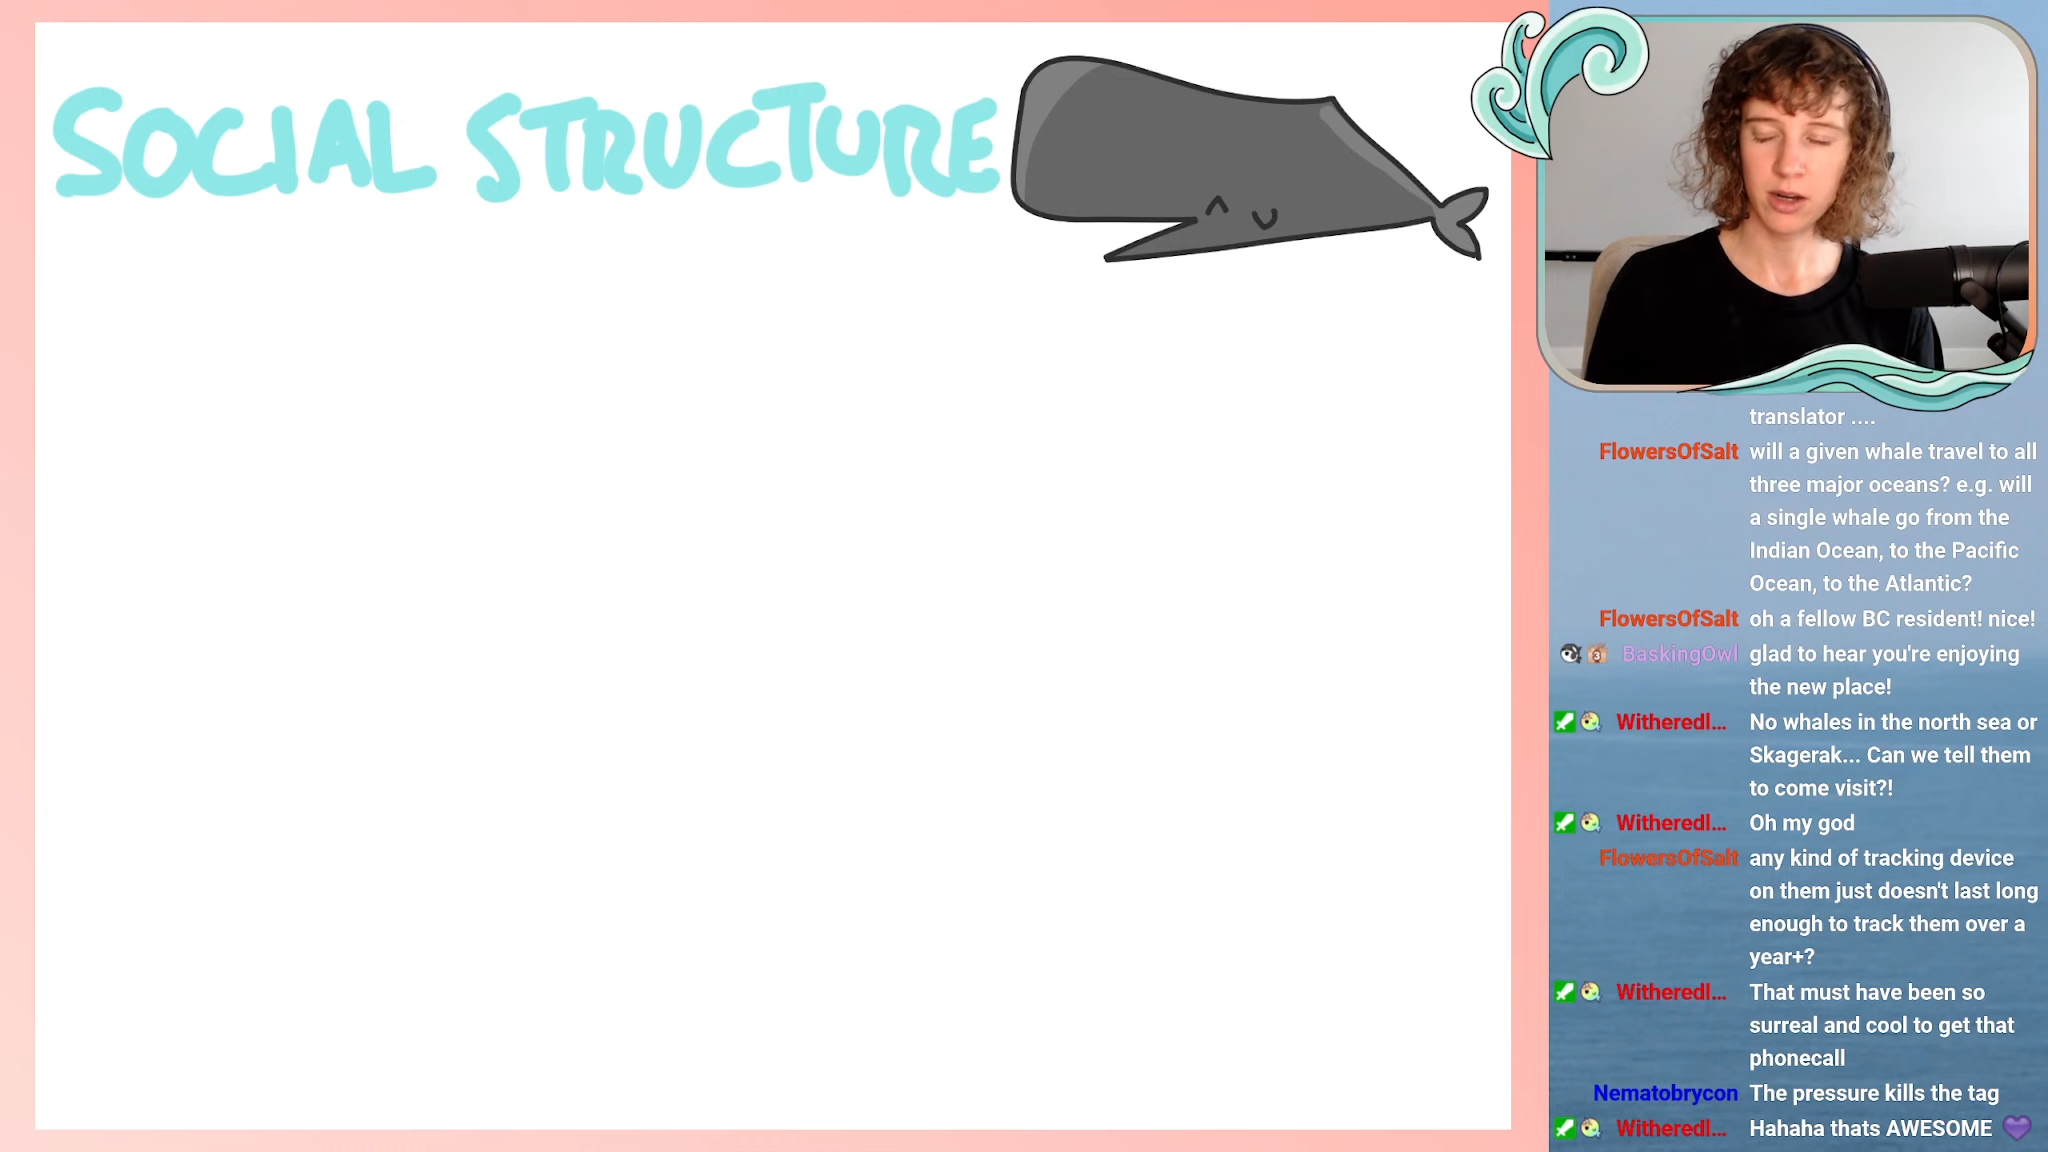 SOCIAL STRUCTURE
translator ....
FlowersOfSalt will a given whale travel to all
three major oceans? e.g. will
a single whale go from the
Indian Ocean, to the Pacific
Ocean, to the Atlantic?
FlowersOfSalt oh a fellow BC resident! nice!
3 BaskingOwl glad to hear you're enjoying
the new place!
Witheredl... No whales in the north sea or
Skagerak... Can we tell them
to come visit?!
Witheredl... Oh my god
FlowersOfSalt any kind of tracking device
on them just doesn't last long
enough to track them over a
year+?
Witheredl... That must have been so
surreal and cool to get that
phonecall
Nematobrycon The pressure kills the tag
Witheredl... Hahaha thats AWESOME 💜